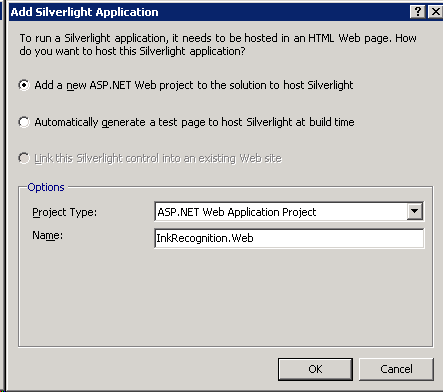 Add Silverlight Application
To run a Silverlight application, it needs to be hosted in an HTML Web page. How
do you want to host this Silverlight application?
Add a new ASP.NET Web project to the solution to host Silverlight
Automatically generate a test page to host Silverlight at build time
Link this Silverlight control into an existing Web site
Options
Project Type: ASP.NET Web Application Project
Name: InkRecognition.Web
OK Cancel